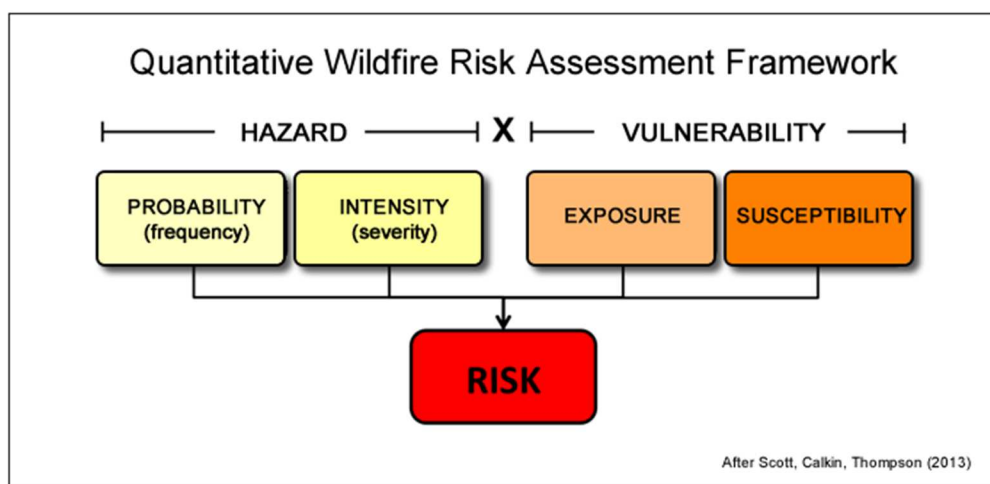 Quantitative Wildfire Risk Assessment Framework
HAZARD X VULNERABILITY
PROBABILITY
(frequency)
INTENSITY
(severity)
EXPOSURE
SUSCEPTIBILITY
RISK
After Scott, Calkin, Thompson (2013)